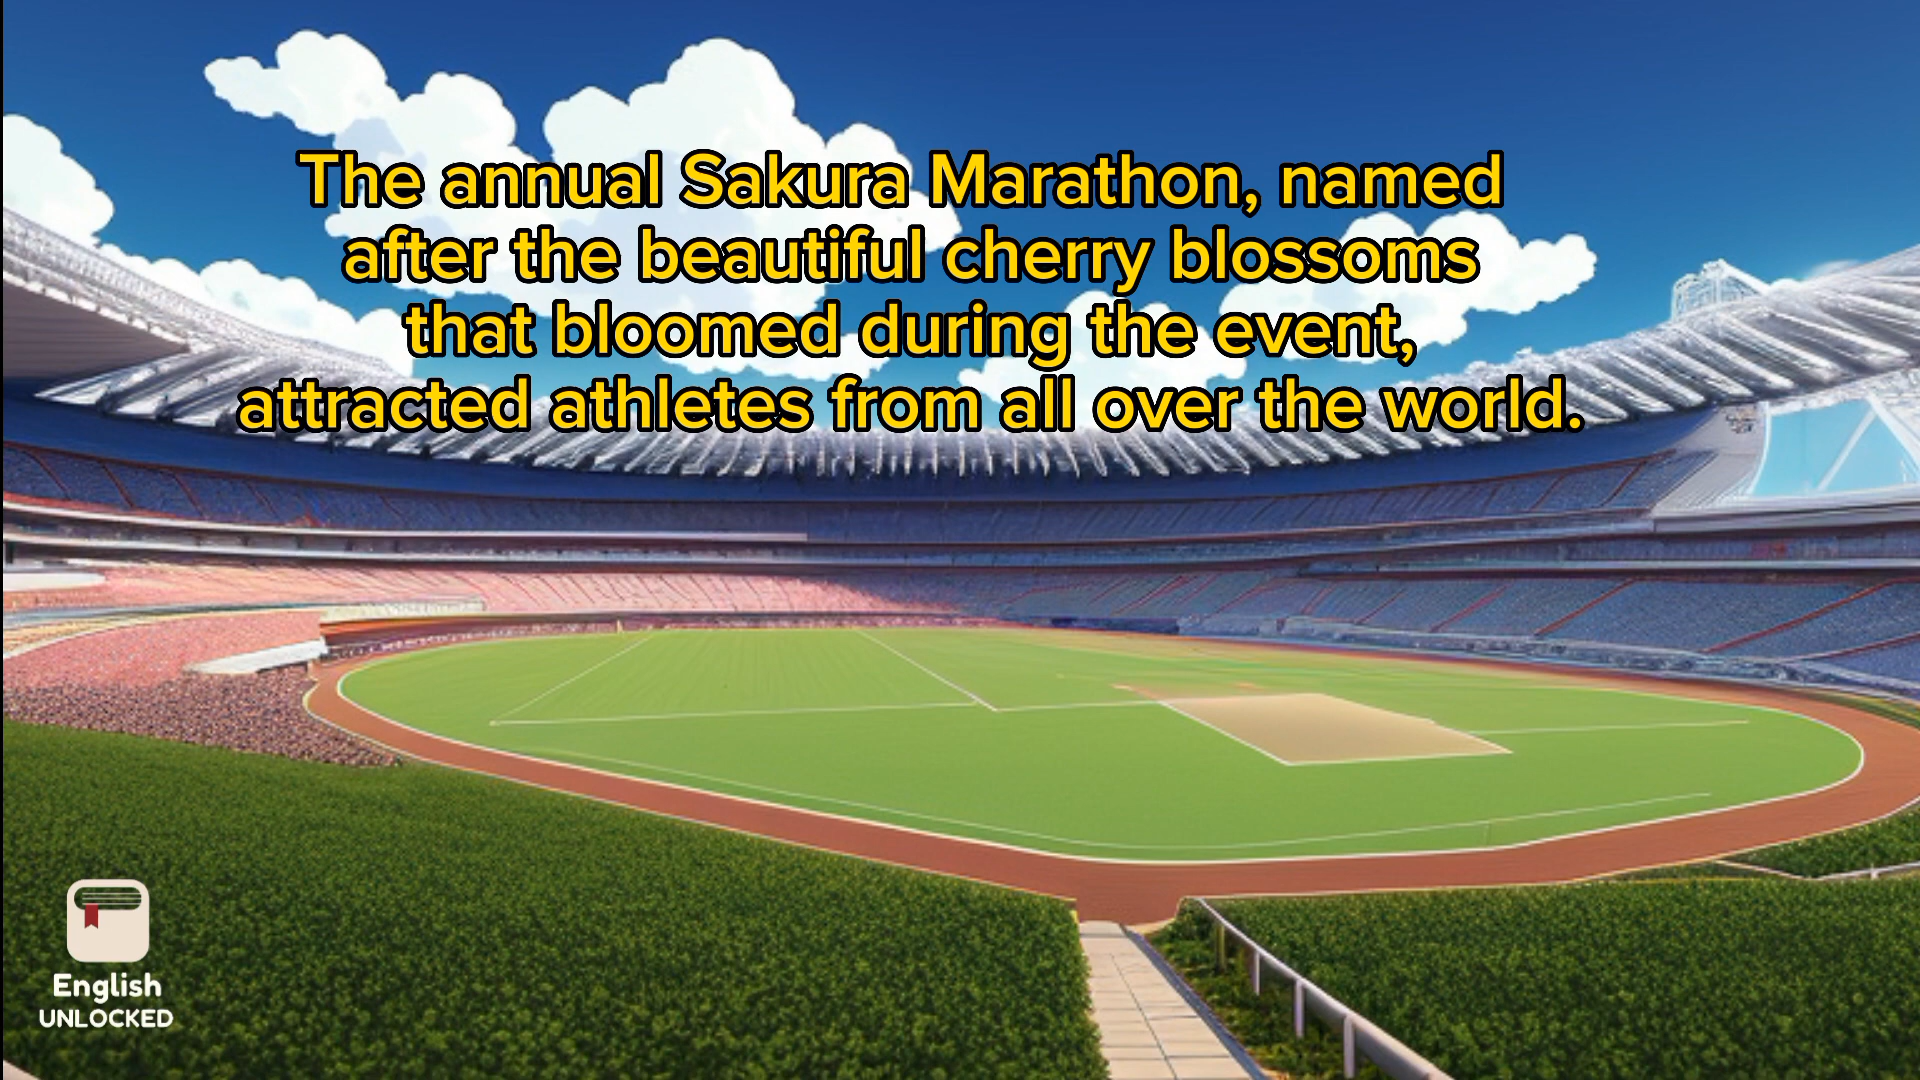 The annual Sakura Marathon, named
after the beautiful cherry blossoms
that bloomed during the event,
attracted athletes from all over the world.
English
UNLOCKED